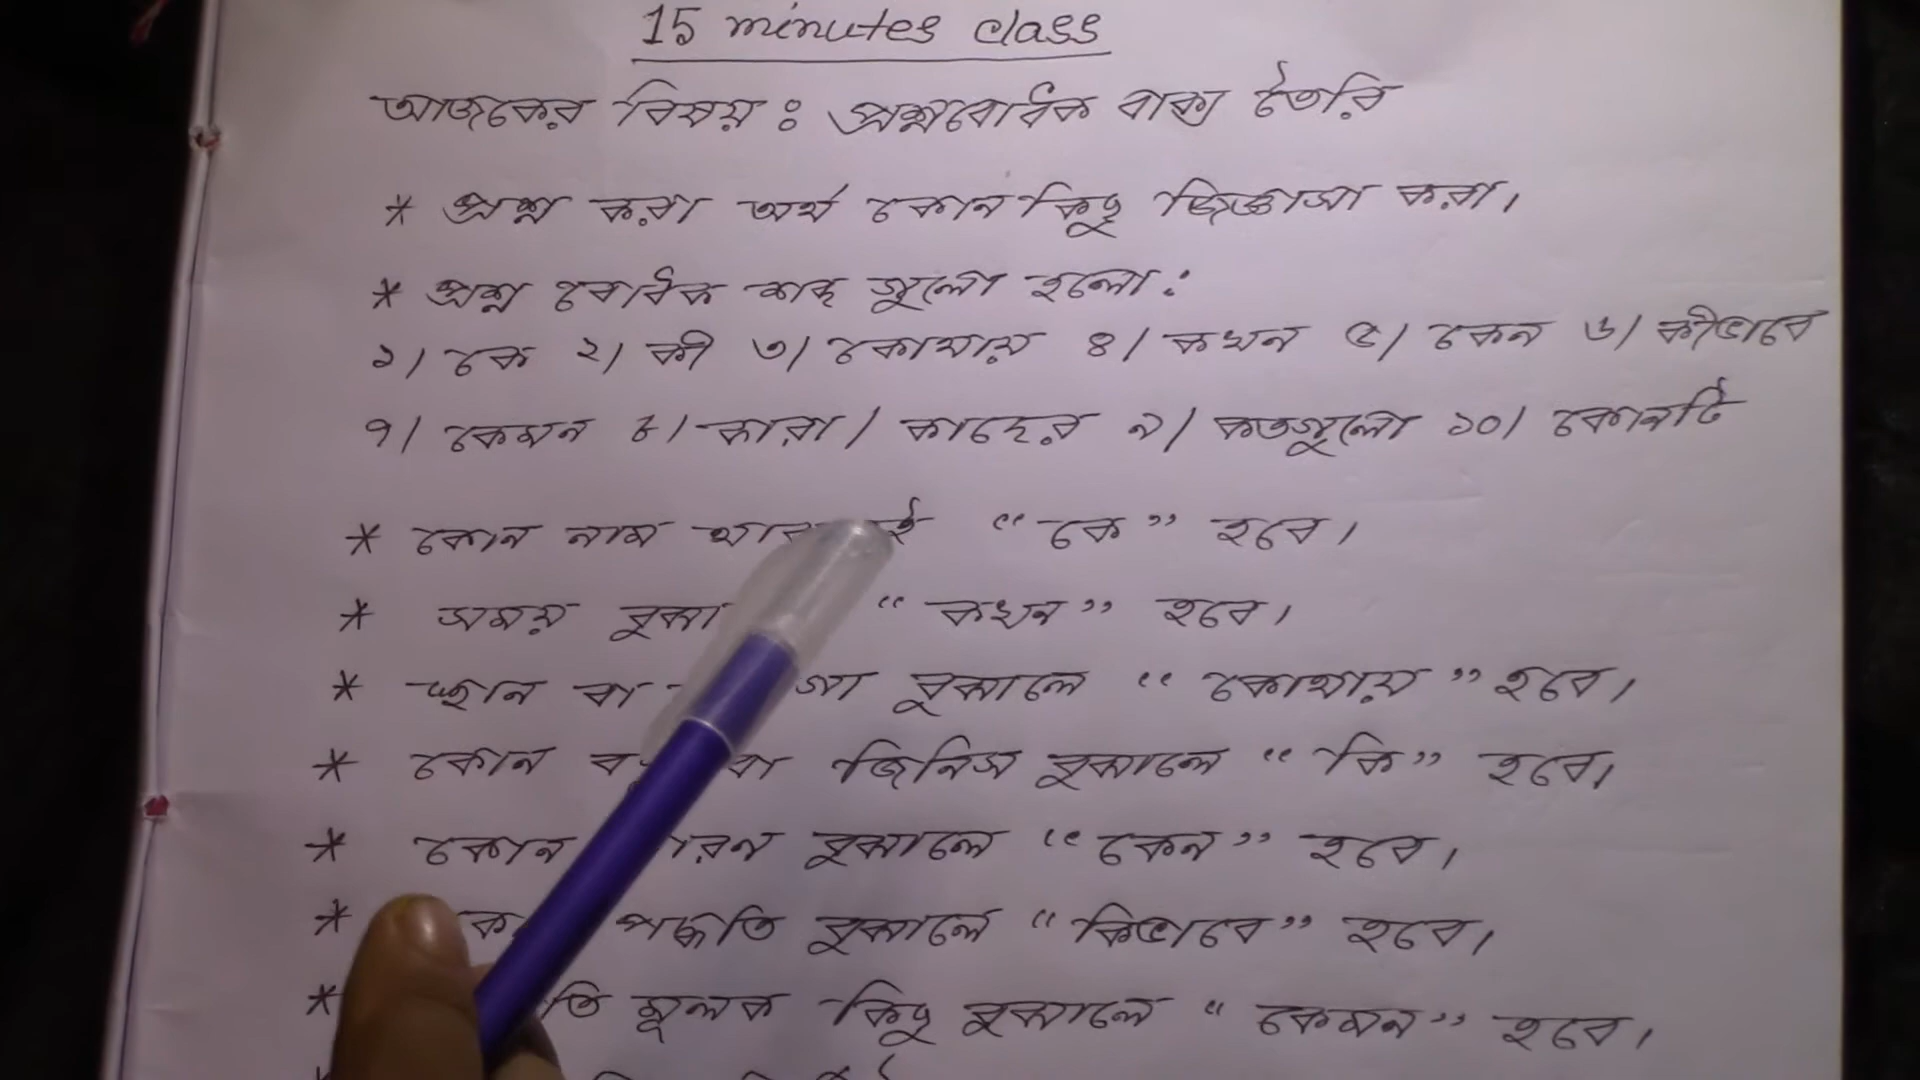 15 minutes class
আজকের বিষয় : প্রশ্নবোধক বাক্য তৈরি
* প্রশ্ন করা অর্থ কোন কিছু জিজ্ঞাসা করা।
* প্রশ্ন বোধক শব্দ গুলো হলো :
১/ কে ২/ কী ৩/ কোথায় ৪/ কখন ৫/ কেন ৬/ কীভাবে
৭/ কেমন ৮/ কারা / কাদের ৯/ কতগুলো ১০/ কোনটি
* কোন নাম “ কে ” হবে।
* সময় “ কখন ” হবে।
* স্থান বা বুঝালে “ কোথায় ” হবে।
* কোন বা জিনিস বুঝালে “ কি ” হবে।
* কোন বুঝালে “ কেন ” হবে।
* পদ্ধতি বুঝালে “ কিভাবে ” হবে।
* মূলক কিছু বুঝালে “ কেমন ” হবে।